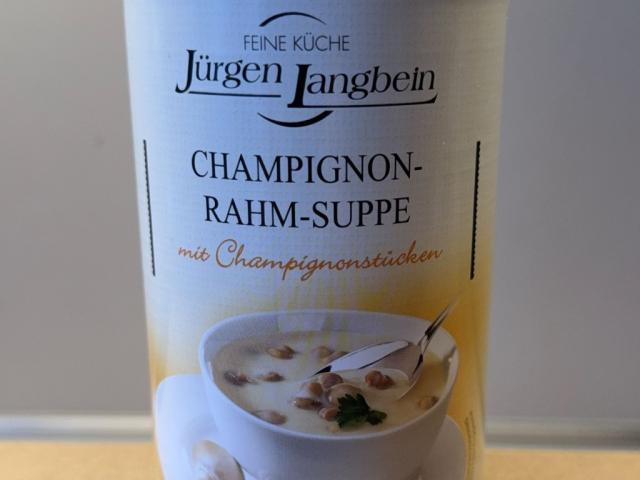 FEINE KÜCHE
Jürgen Langbein
CHAMPIGNON-
RAHM-SUPPE
mit Champignonstücken